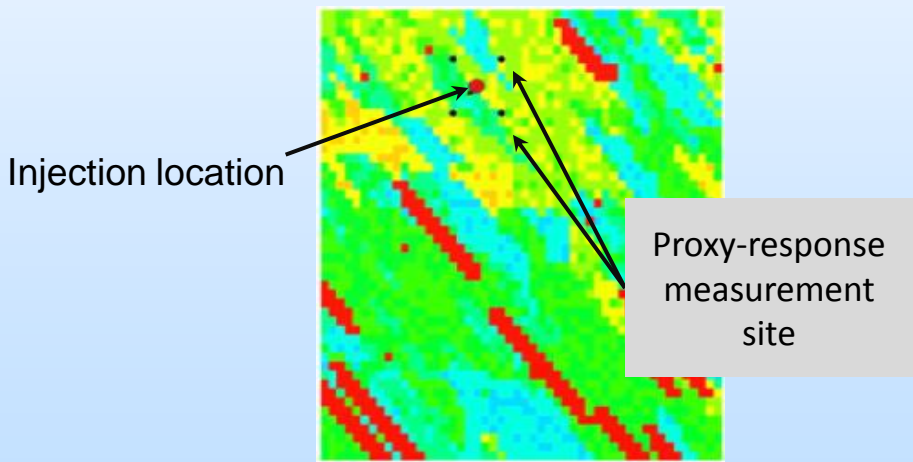 Injection location
Proxy-response
measurement
site